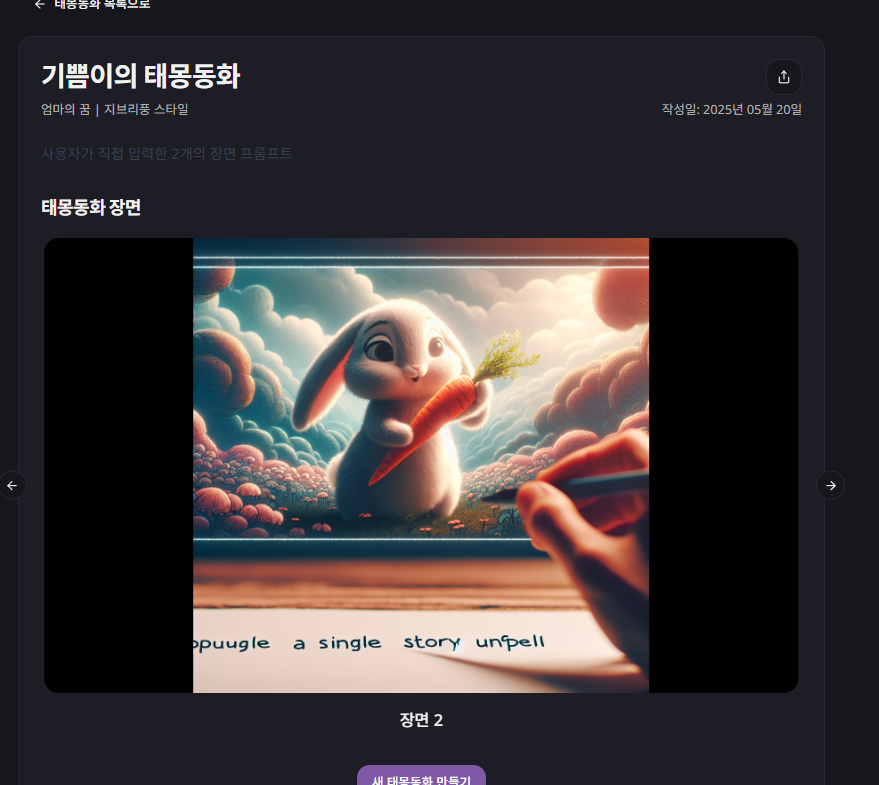 태몽동화 목록으로
기쁨이의 태몽동화
엄마의 꿈 | 지브리풍 스타일
작성일: 2025년 05월 20일
사용자가 직접 입력한 2개의 장면 프롬프트
태몽동화 장면
opuugle a single story unfpell
장면 2
새 태몽동화 만들기